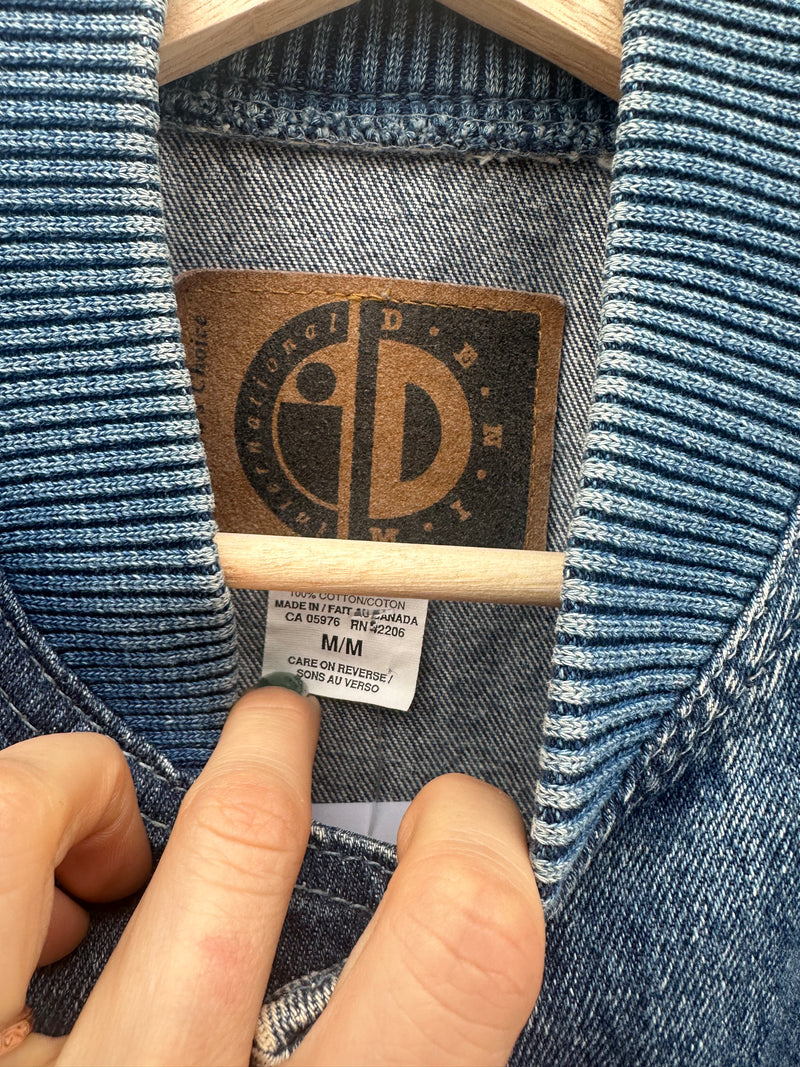 Choice
International
D·E·N·I·M
iD
100% COTTON/COTON
MADE IN / FAIT AU CANADA
CA 05976 RN 42206
M/M
CARE ON REVERSE /
SONS AU VERSO